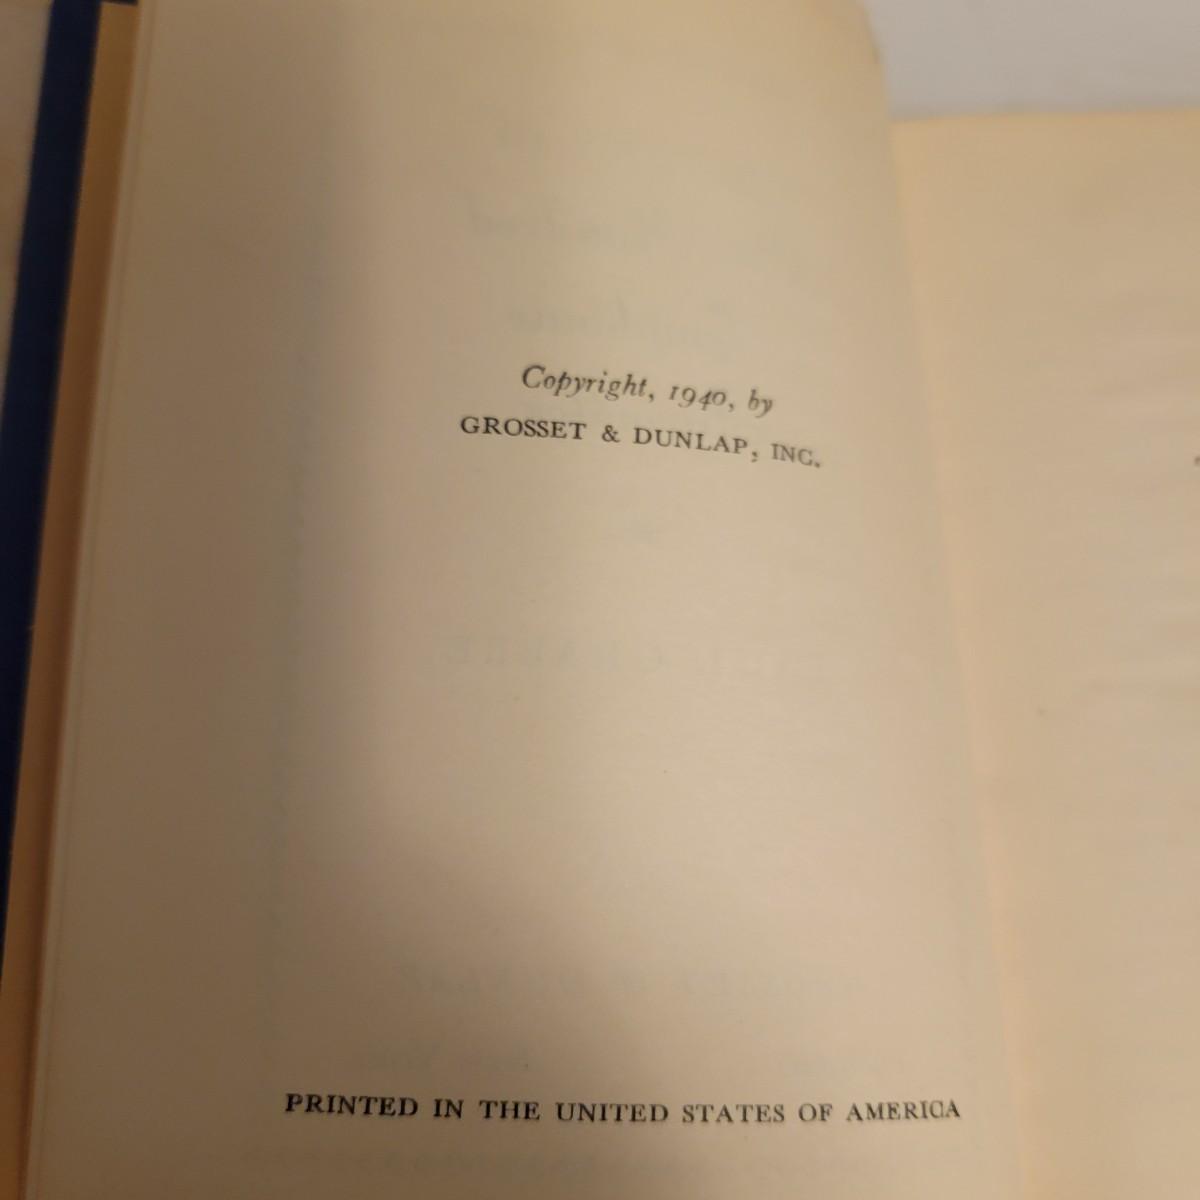 Copyright, 1940, by
GROSSET & DUNLAP, INC.
PRINTED IN THE UNITED STATES OF AMERICA